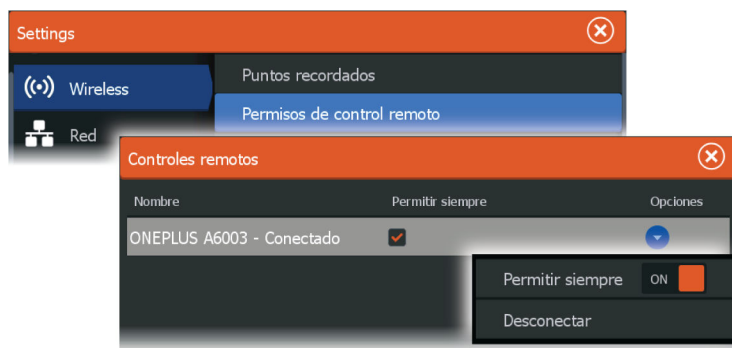 Settings
Wireless
Puntos recordados
Permisos de control remoto
Red
Controles remotos
Nombre Permitir siempre Opciones
ONEPLUS A6003 - Conectado
Permitir siempre ON
Desconectar